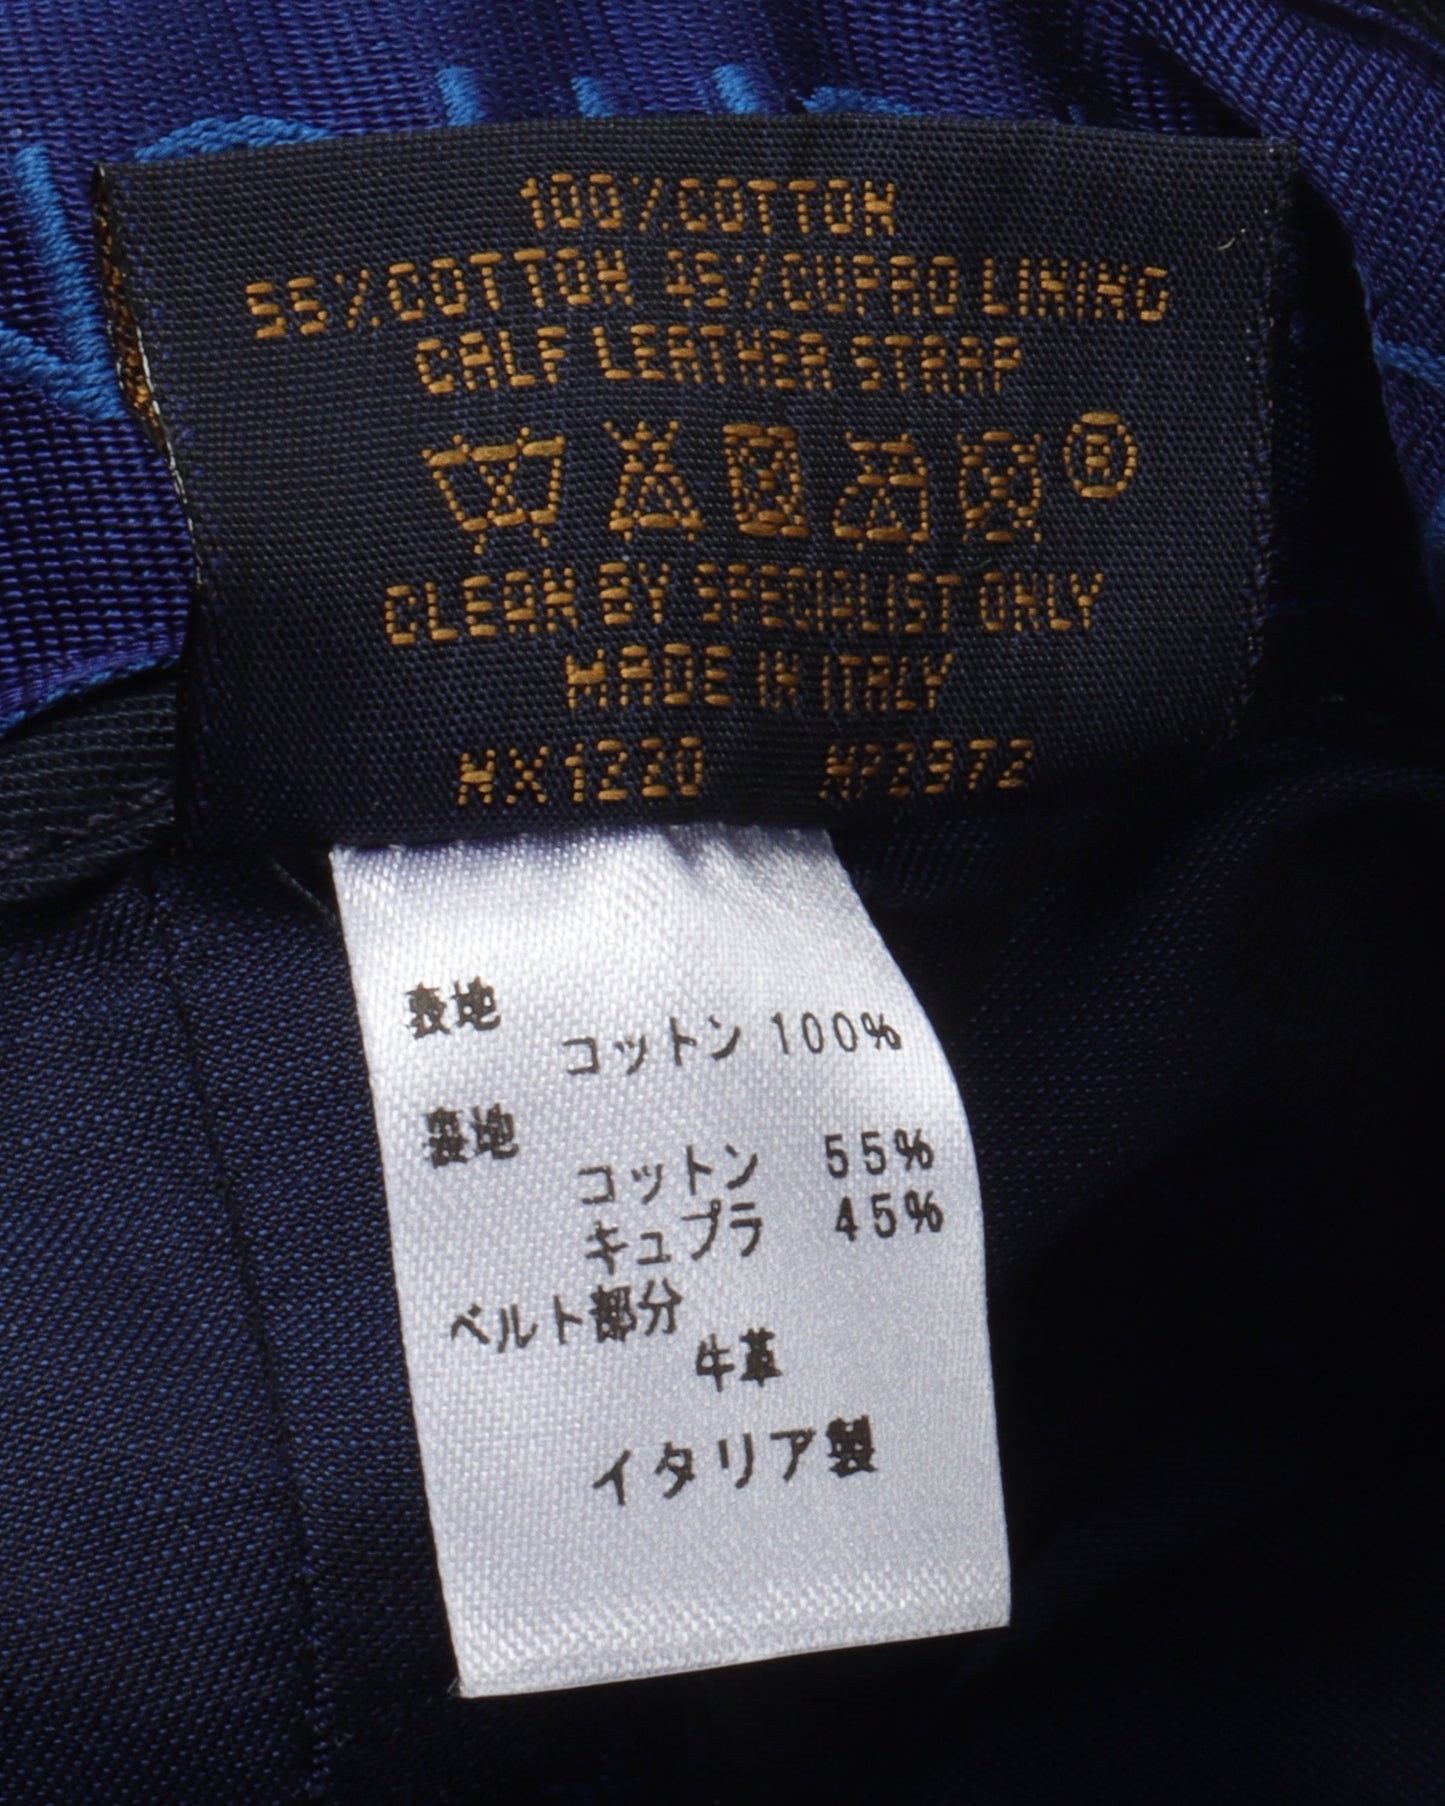 100%COTTON
55%COTTON 45%CUPRO LINING
CALF LEATHER STRAP
®
CLEAN BY SPECIALIST ONLY
MADE IN ITALY
NX1220 NP2972
表地
コットン 100%
裏地
コットン 55%
キュプラ 45%
ベルト部分
牛革
イタリア製